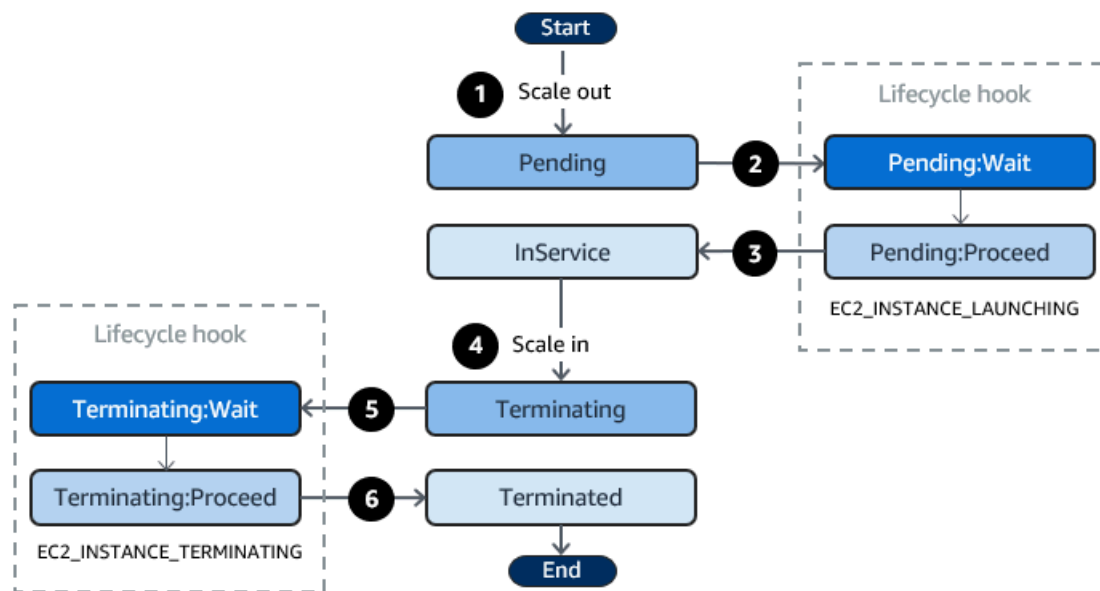 Start
1 Scale out
Lifecycle hook
Pending
2
Pending:Wait
InService
3
Pending:Proceed
EC2_INSTANCE_LAUNCHING
Lifecycle hook
4 Scale in
Terminating:Wait
5
Terminating
Terminating:Proceed
6
Terminated
EC2_INSTANCE_TERMINATING
End